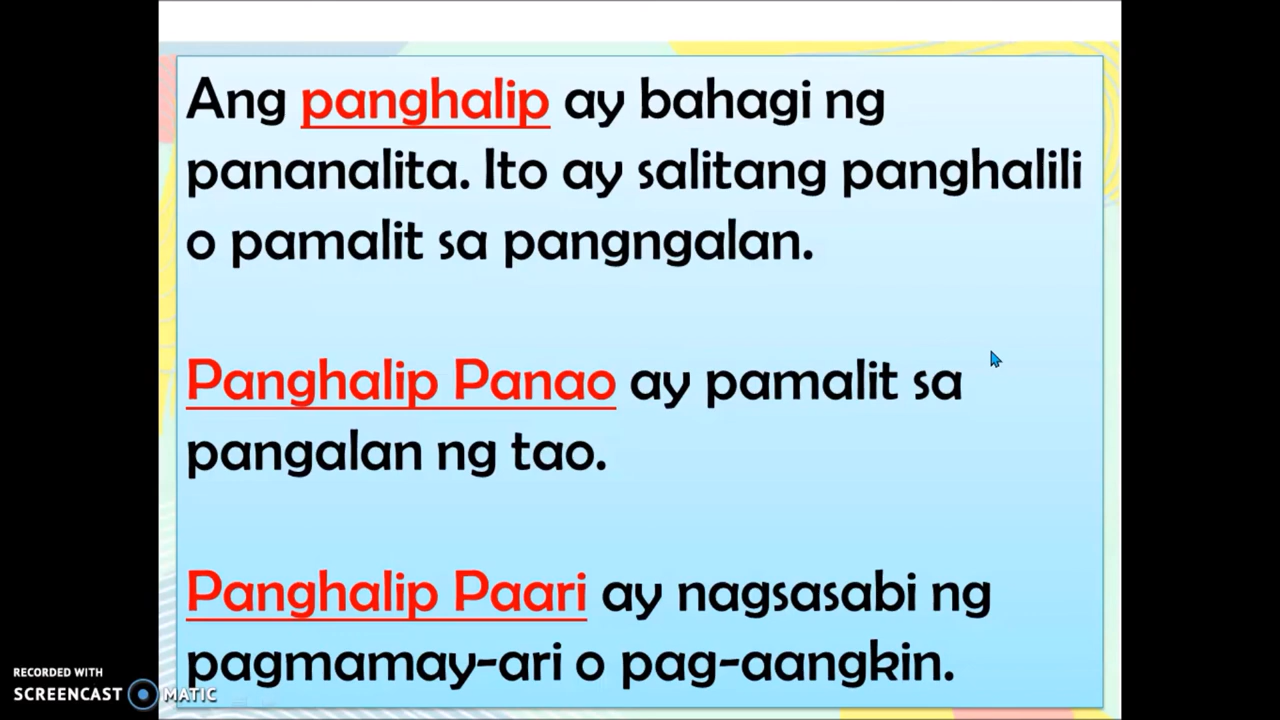 Ang panghalip ay bahagi ng
pananalita. Ito ay salitang panghalili
o pamalit sa pangngalan.
Panghalip Panao ay pamalit sa
pangalan ng tao.
Panghalip Paari ay nagsasabi ng
pagmamay-ari o pag-aangkin.
RECORDED WITH
SCREENCAST MATIC